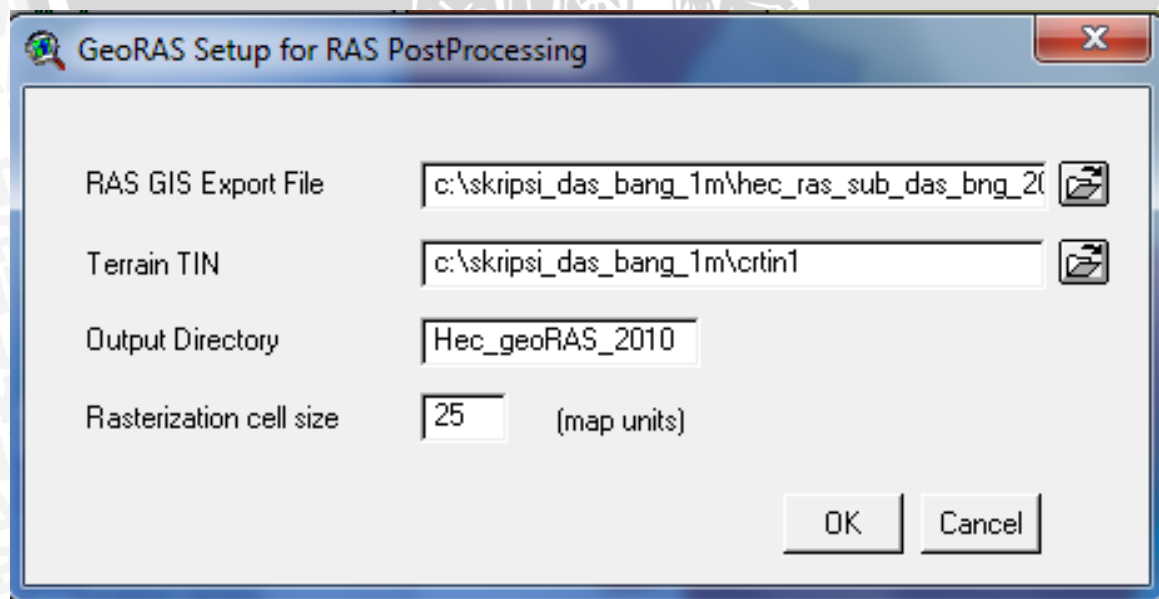 GeoRAS Setup for RAS PostProcessing
RAS GIS Export File c:\skripsi_das_bang_1m\hec_ras_sub_das_bng_20
Terrain TIN c:\skripsi_das_bang_1m\crtin1
Output Directory Hec_geoRAS_2010
Rasterization cell size 25 (map units)
OK Cancel